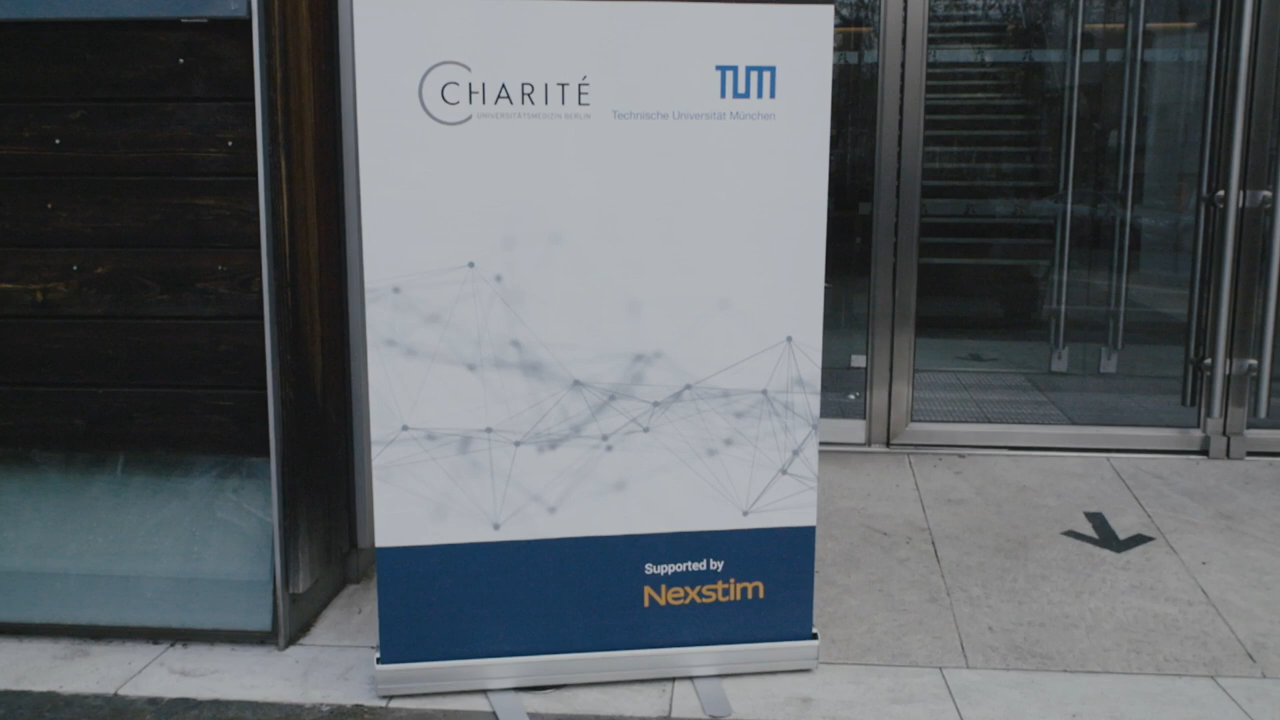 CHARITÉ
UNIVERSITÄTSMEDIZIN BERLIN
TUM
Technische Universität München
Supported by
Nexstim